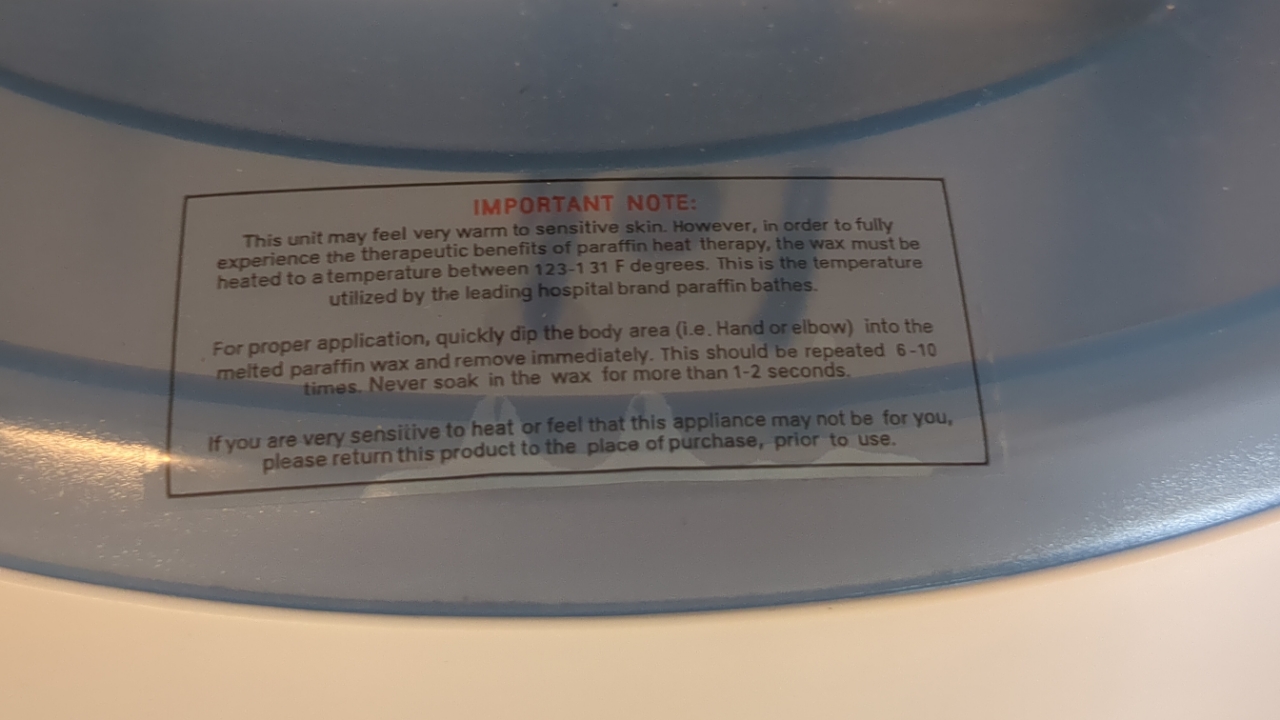 IMPORTANT NOTE:
This unit may feel very warm to sensitive skin. However, in order to fully
experience the therapeutic benefits of paraffin heat therapy, the wax must be
heated to a temperature between 123-131 F degrees. This is the temperature
utilized by the leading hospital brand paraffin bathes.
For proper application, quickly dip the body area (i.e. Hand or elbow) into the
melted paraffin wax and remove immediately. This should be repeated 6-10
times. Never soak in the wax for more than 1-2 seconds.
If you are very sensitive to heat or feel that this appliance may not be for you,
please return this product to the place of purchase, prior to use.